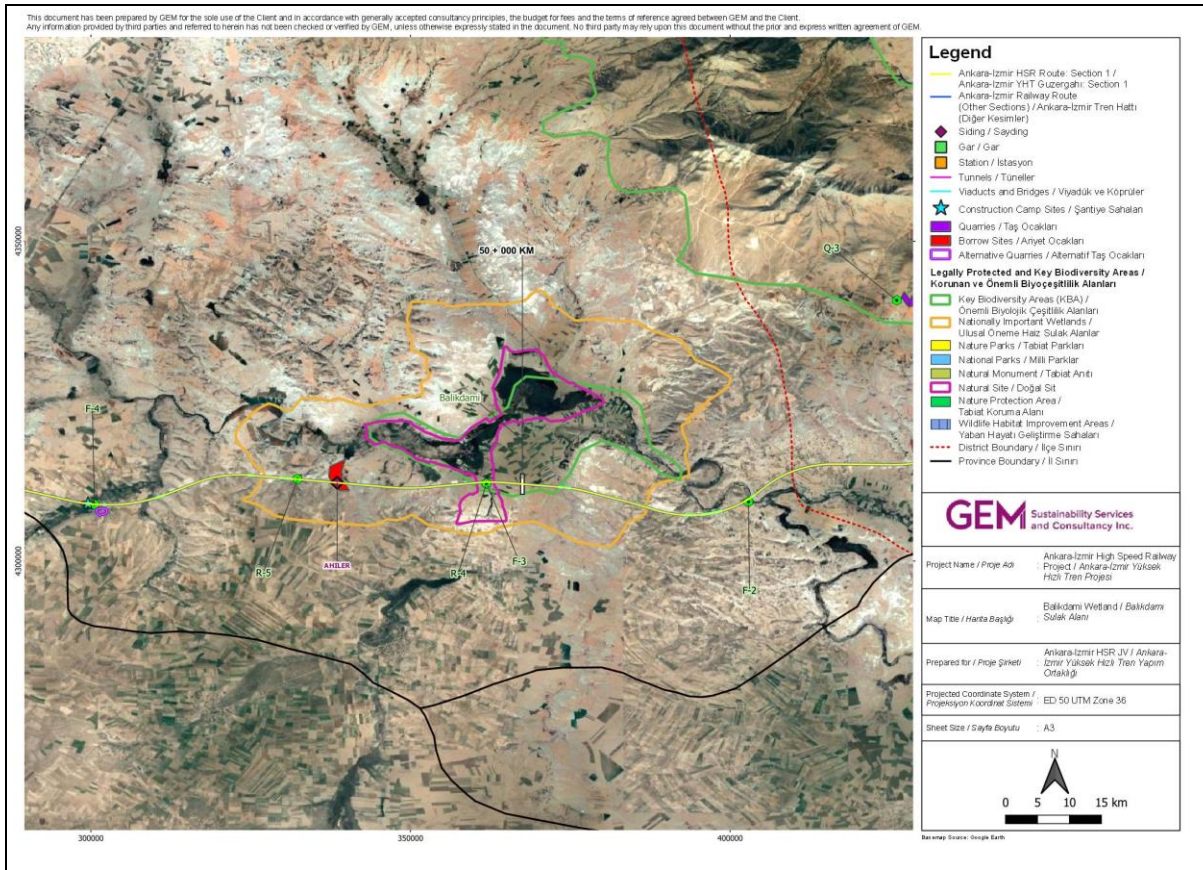 This document has been prepared by GEM for the sole use of the Client and in accordance with generally accepted consultancy principles, the budget for fees and the terms of reference agreed between GEM and the Client.
Any information provided by third parties and referred to herein has not been checked or verified by GEM, unless otherwise expressly stated in the document. No third party may rely upon this document without the prior and express written agreement of GEM.
4350000
4300000
300000
350000
400000
50 + 000 KM
Q-3
Balikdami
F-4
R-5
AHILER
R-4
F-3
F-2
Legend
Ankara-Izmir HSR Route: Section 1 /
Ankara-Izmir YHT Guzergahı: Section 1
Ankara-Izmir Railway Route
(Other Sections) / Ankara-Izmir Tren Hattı
(Diğer Kesimler)
Siding / Sayding
Gar / Gar
Station / İstasyon
Tunnels / Tüneller
Viaducts and Bridges / Viyadük ve Köprüler
Construction Camp Sites / Şantiye Sahaları
Quarries / Taş Ocakları
Borrow Sites / Ariyet Ocakları
Alternative Quarries / Alternatif Taş Ocakları
Legally Protected and Key Biodiversity Areas /
Korunan ve Önemli Biyoçeşitlilik Alanları
Key Biodiversity Areas (KBA) /
Önemli Biyolojik Çeşitlilik Alanları
Nationally Important Wetlands /
Ulusal Öneme Haiz Sulak Alanlar
Nature Parks / Tabiat Parkları
National Parks / Milli Parklar
Natural Monument / Tabiat Anıtı
Natural Site / Doğal Sit
Nature Protection Area /
Tabiat Koruma Alanı
Wildlife Habitat Improvement Areas /
Yaban Hayatı Geliştirme Sahaları
District Boundary / İlçe Sınırı
Province Boundary / İl Sınırı
GEM Sustainability Services
and Consultancy Inc.
Project Name / Proje Adı : Ankara-Izmir High Speed Railway
Project / Ankara-Izmir Yüksek
Hızlı Tren Projesi
Map Title / Harita Başlığı : Balikdami Wetland / Balıkdamı
Sulak Alanı
Prepared for / Proje Şirketi : Ankara-Izmir HSR JV / Ankara-
Izmir Yüksek Hızlı Tren Yapım
Ortaklığı
Projected Coordinate System /
Projeksiyon Koordinat Sistemi : ED 50 UTM Zone 36
Sheet Size / Sayfa Boyutu : A3
N
0 5 10 15 km
Basemap Source: Google Earth